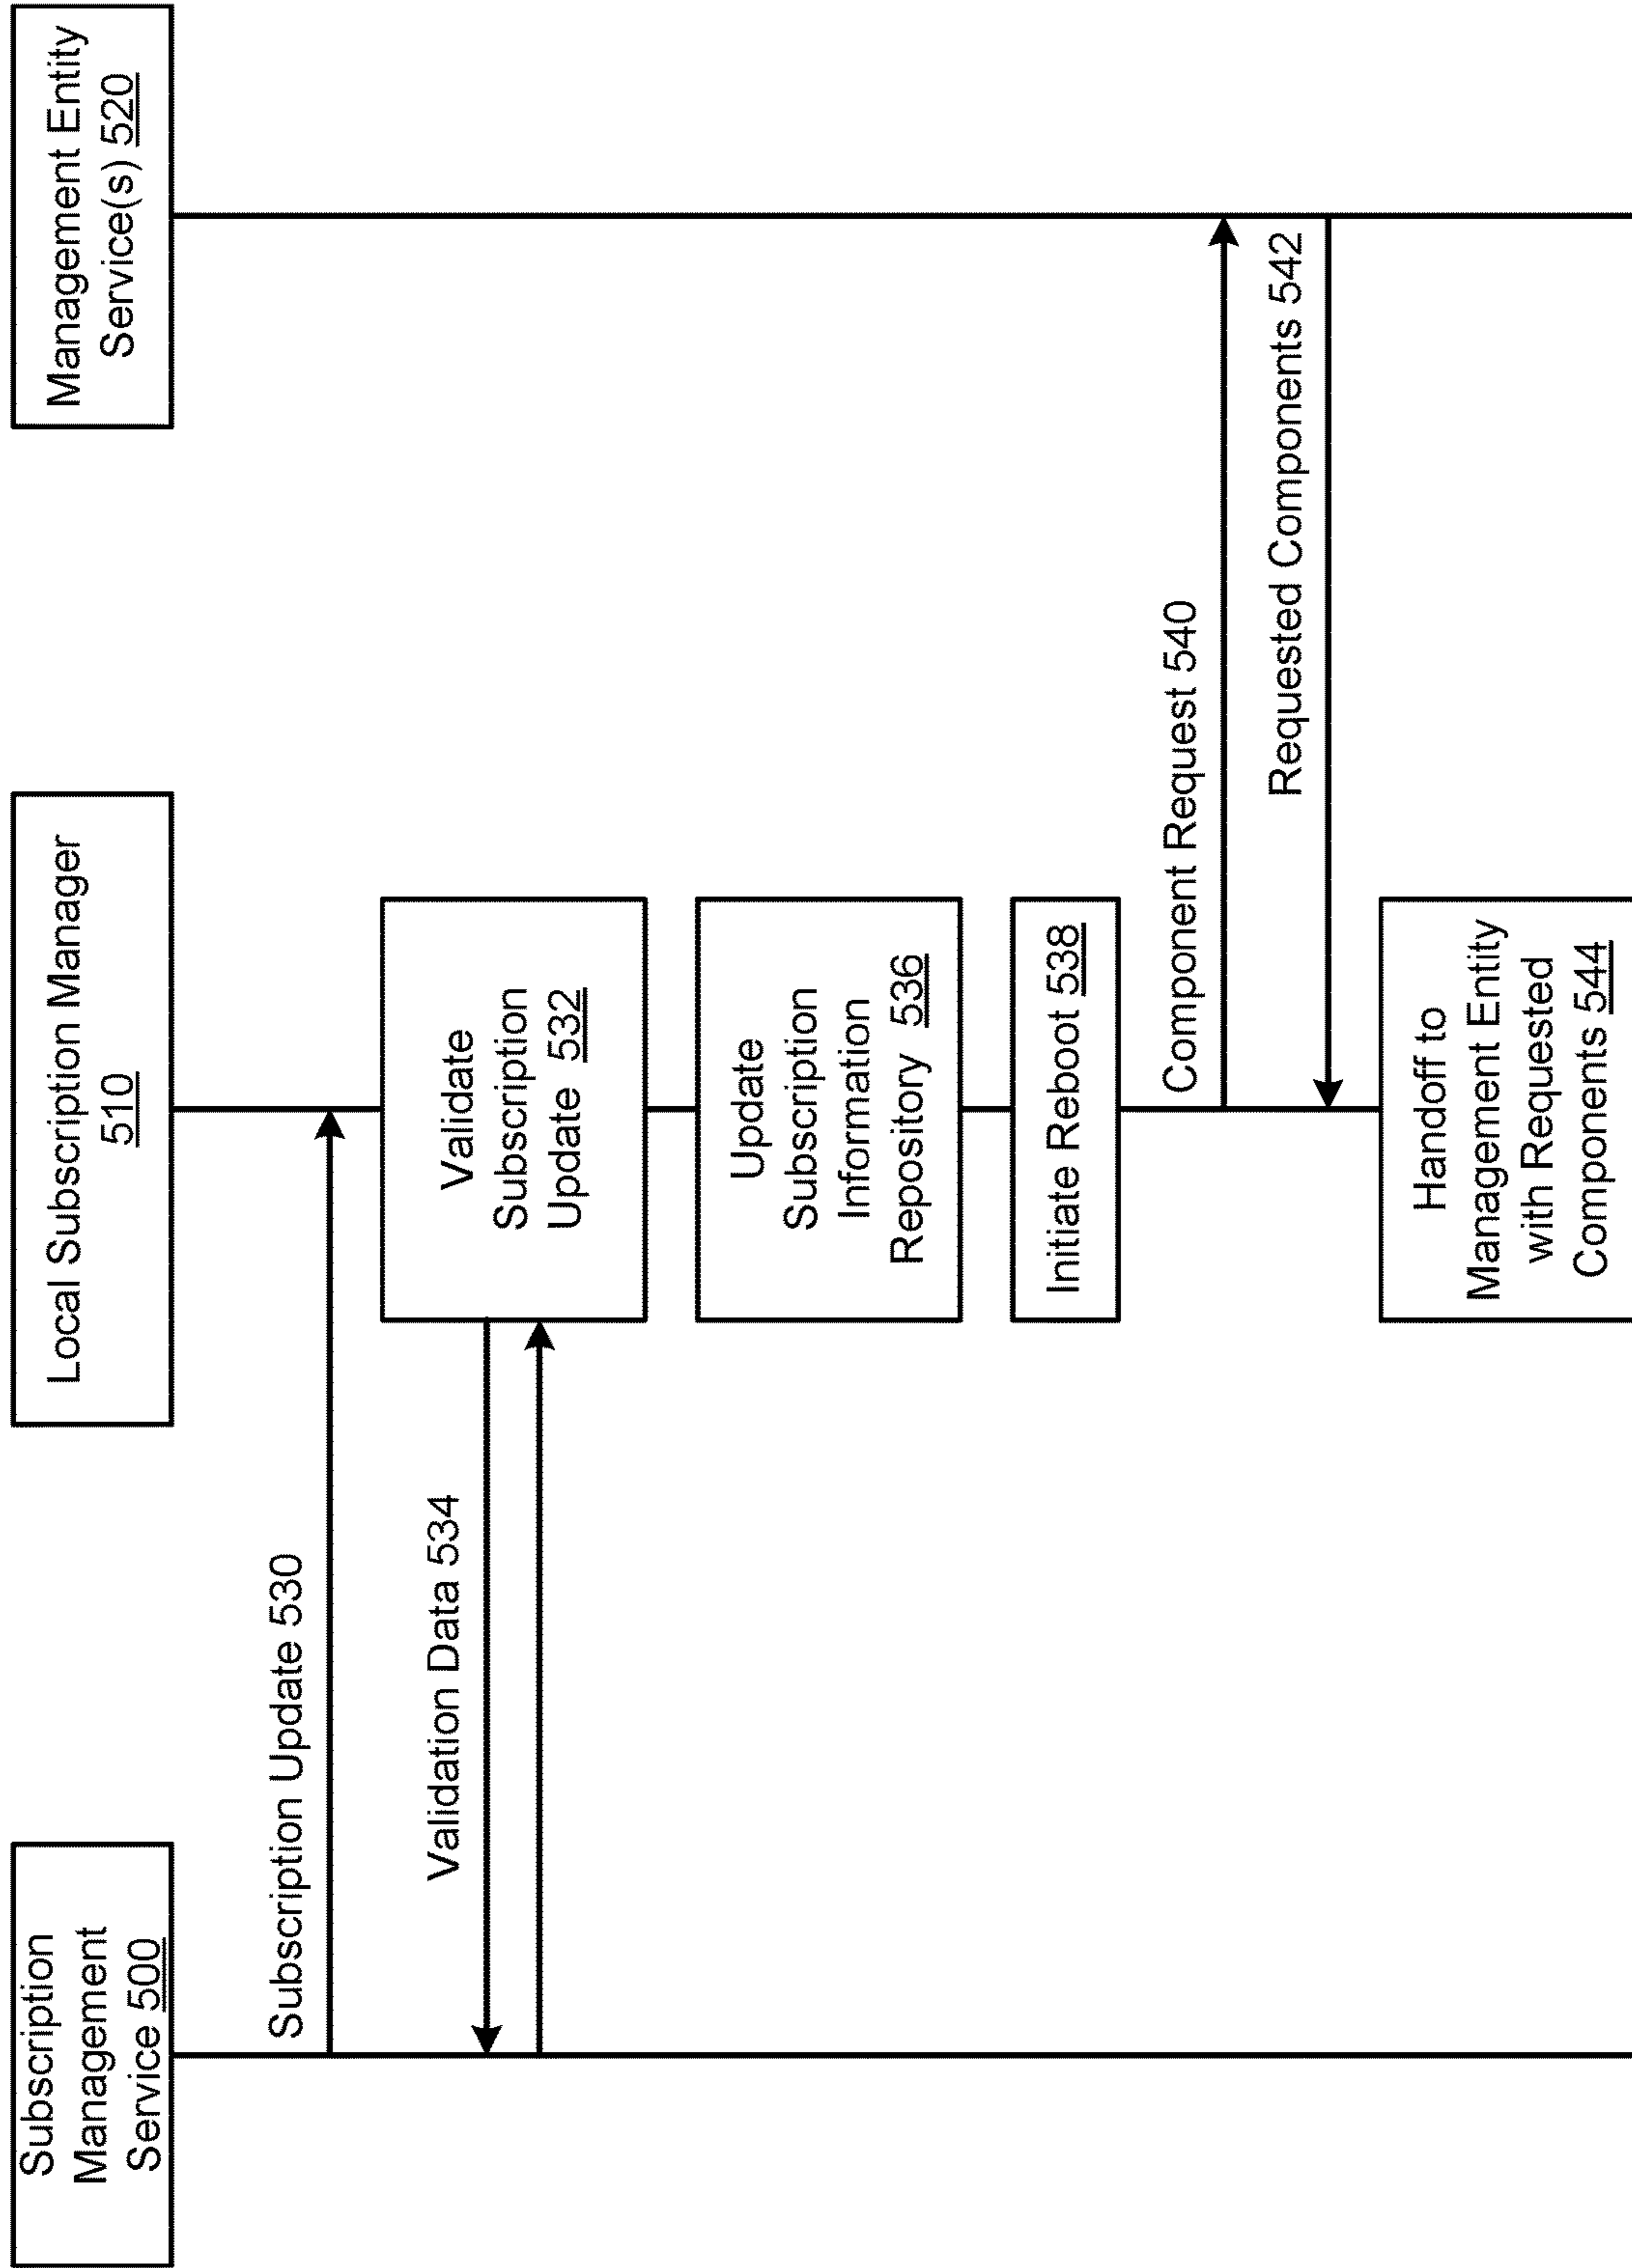 Subscription
Management
Service 500
Local Subscription Manager
510
Management Entity
Service(s) 520
Subscription Update 530
Validate
Subscription
Update 532
Validation Data 534
Update
Subscription
Information
Repository 536
Initiate Reboot 538
Component Request 540
Requested Components 542
Handoff to
Management Entity
with Requested
Components 544